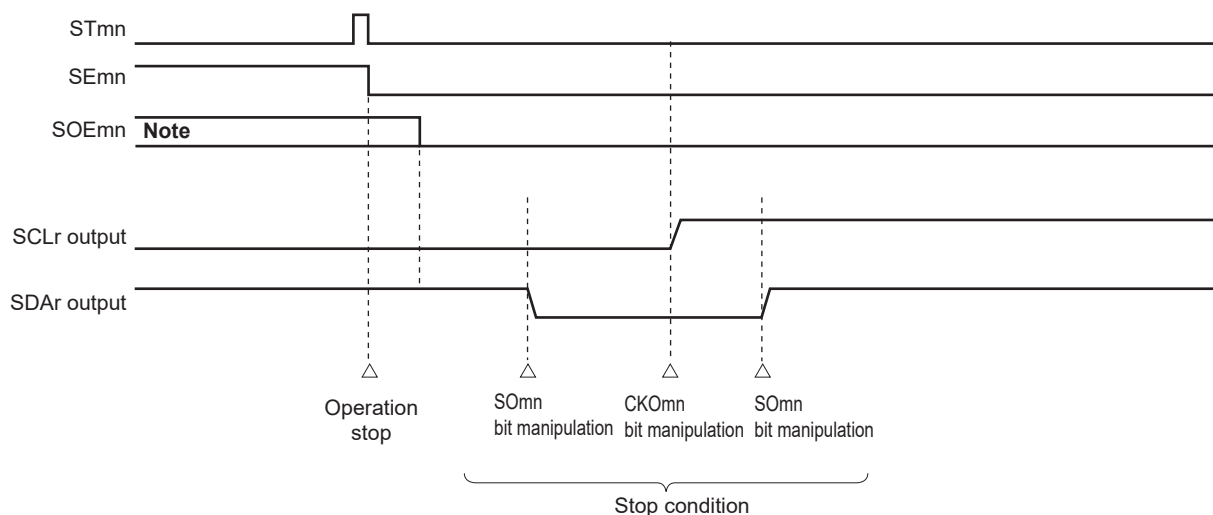 STmn
SEmn
SOEmn Note
SCLr output
SDAr output
Operation
stop
SOmn
bit manipulation
CKOmn
bit manipulation
SOmn
bit manipulation
Stop condition